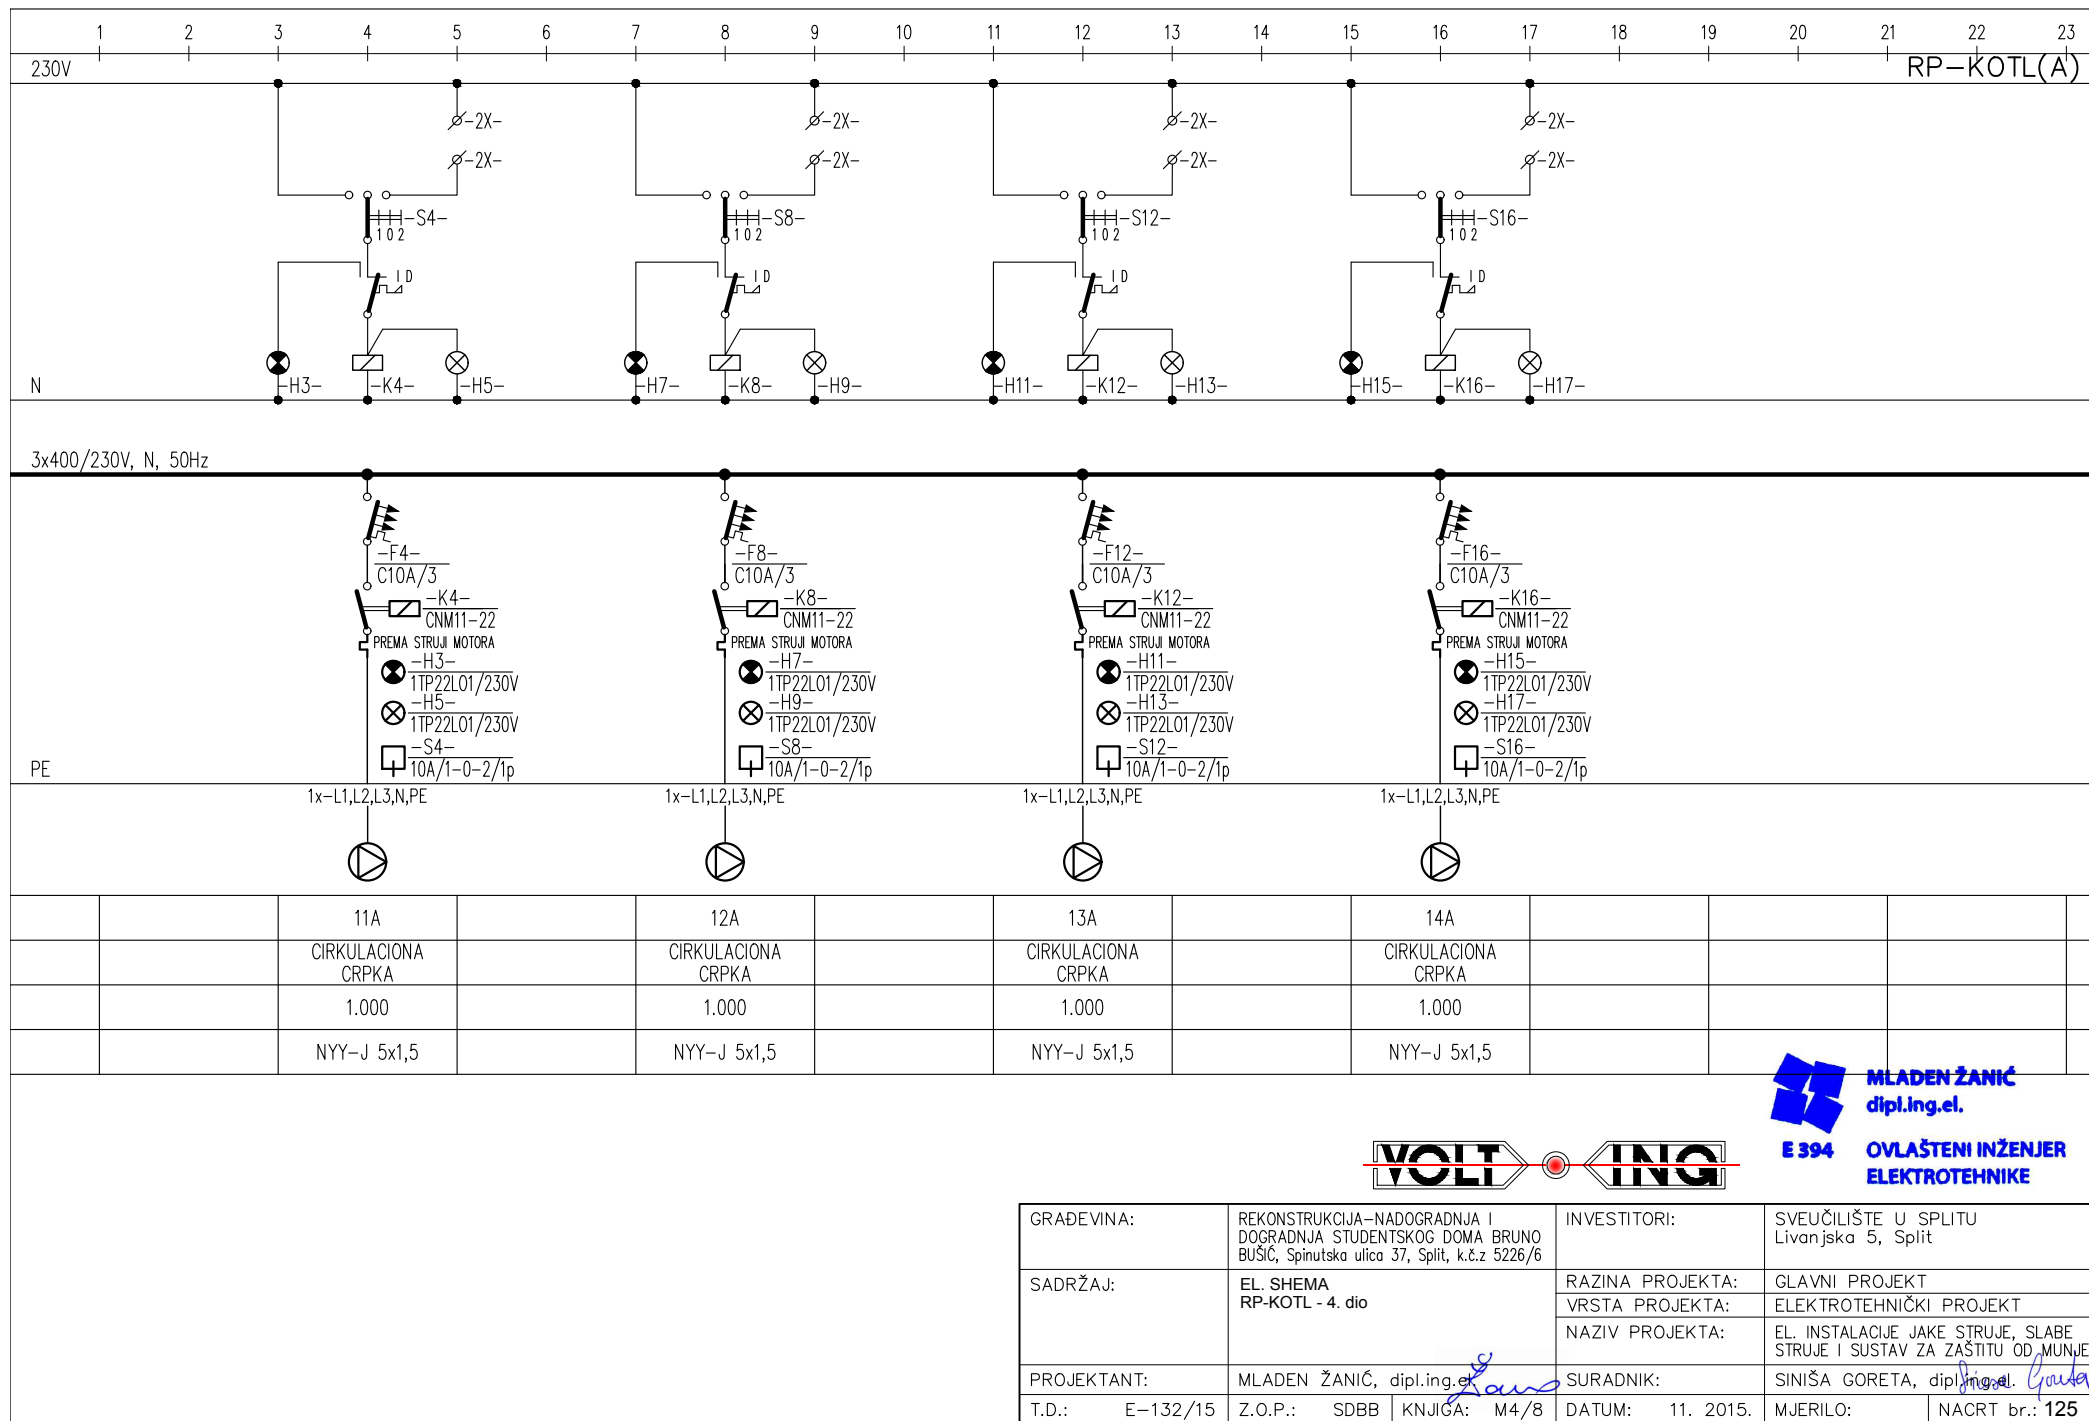 1 2 3 4 5 6 7 8 9 10 11 12 13 14 15 16 17 18 19 20 21 22 23
230V RP-KOTL(A)
-2X- -2X- -2X- -2X-
-2X- -2X- -2X- -2X-
-S4- -S8- -S12- -S16-
1 0 2 1 0 2 1 0 2 1 0 2
I D I D I D I D
N -H3- -K4- -H5- -H7- -K8- -H9- -H11- -K12- -H13- -H15- -K16- -H17-
3x400/230V, N, 50Hz
-F4- -F8- -F12- -F16-
C10A/3 C10A/3 C10A/3 C10A/3
-K4- -K8- -K12- -K16-
CNM11-22 CNM11-22 CNM11-22 CNM11-22
PREMA STRUJI MOTORA PREMA STRUJI MOTORA PREMA STRUJI MOTORA PREMA STRUJI MOTORA
-H3- -H7- -H11- -H15-
1TP22L01/230V 1TP22L01/230V 1TP22L01/230V 1TP22L01/230V
-H5- -H9- -H13- -H17-
1TP22L01/230V 1TP22L01/230V 1TP22L01/230V 1TP22L01/230V
-S4- -S8- -S12- -S16-
PE 10A/1-0-2/1p 10A/1-0-2/1p 10A/1-0-2/1p 10A/1-0-2/1p
1x-L1,L2,L3,N,PE 1x-L1,L2,L3,N,PE 1x-L1,L2,L3,N,PE 1x-L1,L2,L3,N,PE
11A 12A 13A 14A
CIRKULACIONA CIRKULACIONA CIRKULACIONA CIRKULACIONA
CRPKA CRPKA CRPKA CRPKA
1.000 1.000 1.000 1.000
NYY-J 5x1,5 NYY-J 5x1,5 NYY-J 5x1,5 NYY-J 5x1,5
MLADEN ŽANIĆ
dipl.ing.el.
E 394 OVLAŠTENI INŽENJER
ELEKTROTEHNIKE
VOLT ING
GRAĐEVINA: REKONSTRUKCIJA-NADOGRADNJA I
DOGRADNJA STUDENTSKOG DOMA BRUNO
BUŠIĆ, Spinutska ulica 37, Split, k.č.z 5226/6
INVESTITORI: SVEUČILIŠTE U SPLITU
Livanjska 5, Split
SADRŽAJ: EL. SHEMA
RP-KOTL - 4. dio
RAZINA PROJEKTA: GLAVNI PROJEKT
VRSTA PROJEKTA: ELEKTROTEHNIČKI PROJEKT
NAZIV PROJEKTA: EL. INSTALACIJE JAKE STRUJE, SLABE
STRUJE I SUSTAV ZA ZAŠTITU OD MUNJE
PROJEKTANT: MLADEN ŽANIĆ, dipl.ing.el. SURADNIK: SINIŠA GORETA, dipl.ing.el.
T.D.: E-132/15 Z.O.P.: SDBB KNJIGA: M4/8 DATUM: 11. 2015. MJERILO: NACRT br.: 125